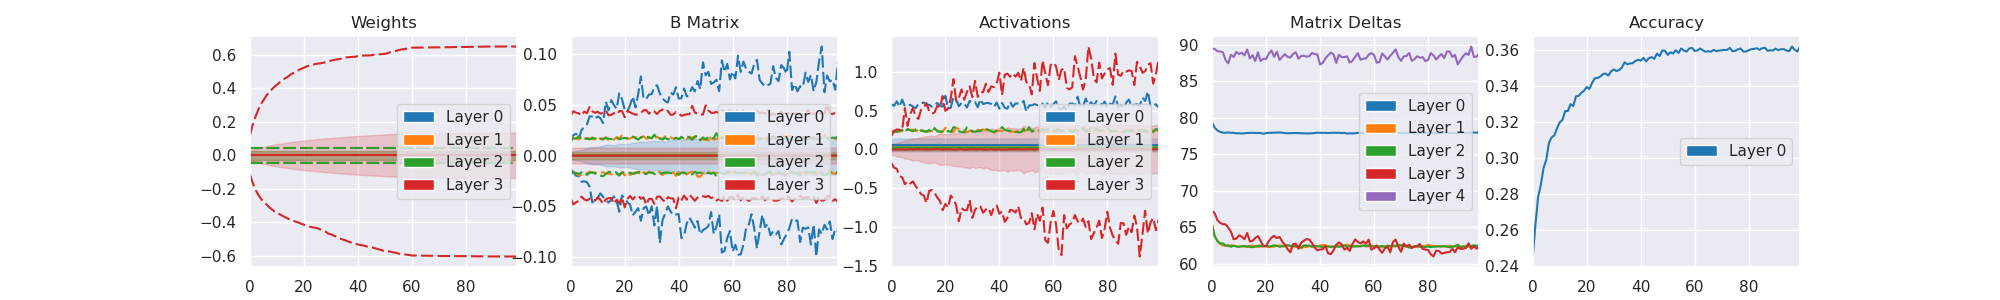 Weights
0.6
0.4
0.2
0.0
−0.2
−0.4
−0.6
0 20 40 60 80
Layer 0
Layer 1
Layer 2
Layer 3
B Matrix
0.10
0.05
0.00
−0.05
−0.10
0 20 40 60 80
Layer 0
Layer 1
Layer 2
Layer 3
Activations
1.0
0.5
0.0
−0.5
−1.0
−1.5
0 20 40 60 80
Layer 0
Layer 1
Layer 2
Layer 3
Matrix Deltas
90
85
80
75
70
65
60
0 20 40 60 80
Layer 0
Layer 1
Layer 2
Layer 3
Layer 4
Accuracy
0.36
0.34
0.32
0.30
0.28
0.26
0.24
0 20 40 60 80
Layer 0